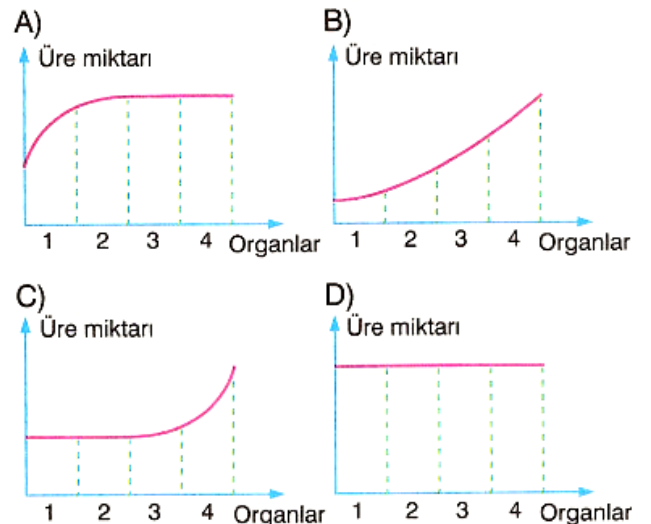 A)
Üre miktarı
1 2 3 4 Organlar
B)
Üre miktarı
1 2 3 4 Organlar
C)
Üre miktarı
1 2 3 4 Organlar
D)
Üre miktarı
1 2 3 4 Organlar